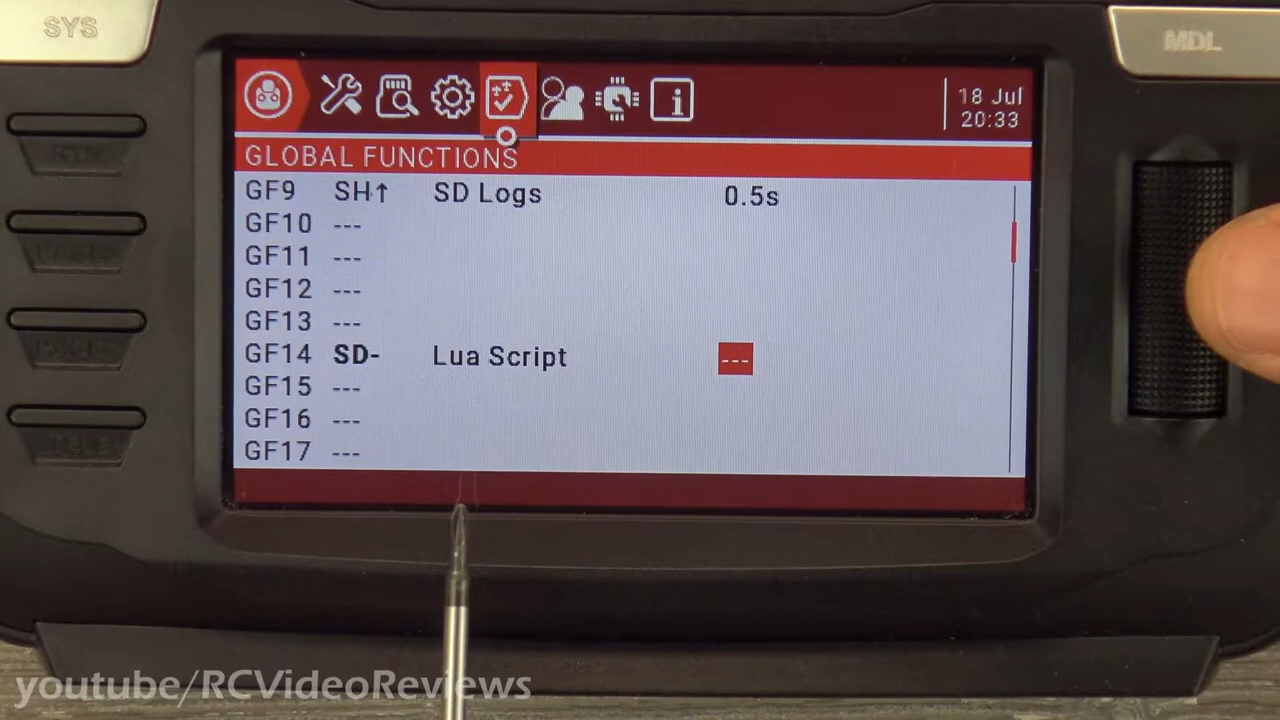 SYS
MDL
18 Jul
20:33
GLOBAL FUNCTIONS
GF9 SH↑ SD Logs 0.5s
GF10 ---
GF11 ---
GF12 ---
GF13 ---
GF14 SD- Lua Script ---
GF15 ---
GF16 ---
GF17 ---
youtube/RCVideoReviews